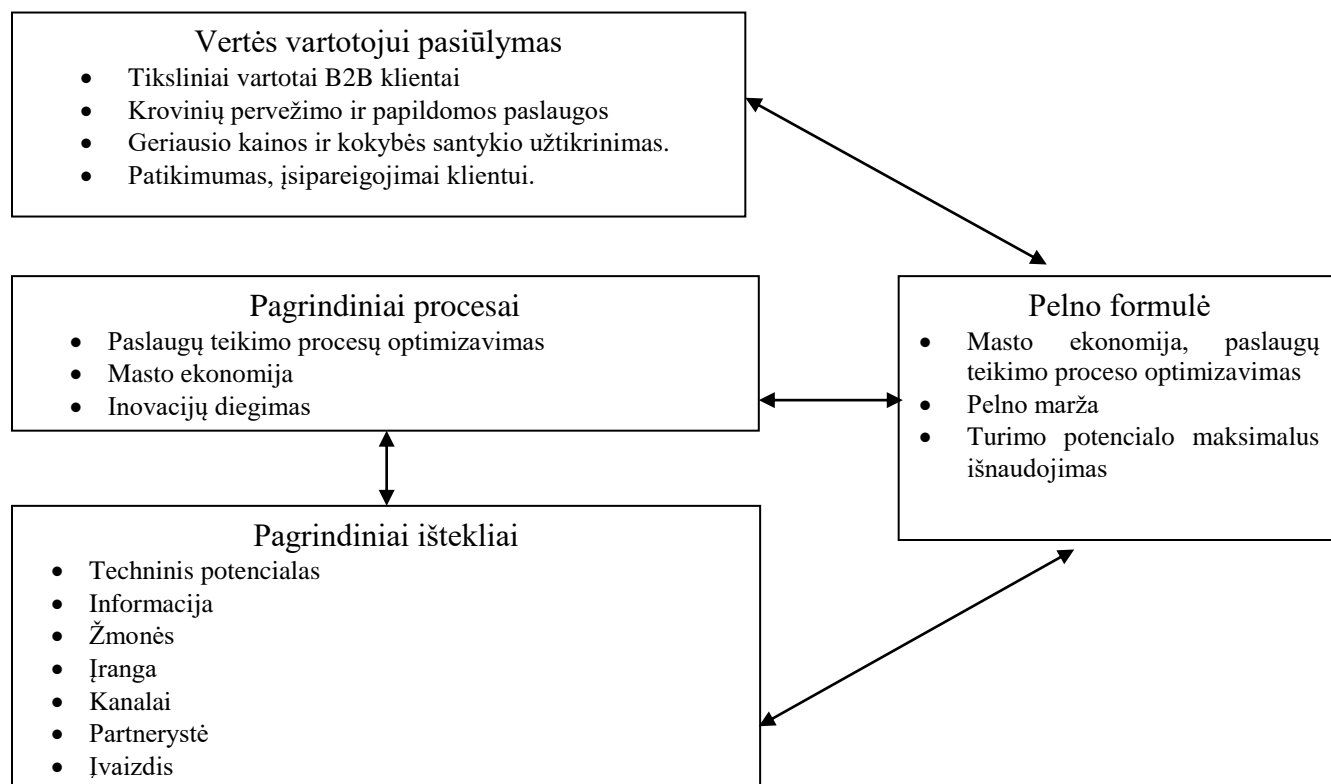 Vertės vartotojui pasiūlymas
• Tiksliniai vartotai B2B klientai
• Krovinių pervežimo ir papildomos paslaugos
• Geriausio kainos ir kokybės santykio užtikrinimas.
• Patikimumas, įsipareigojimai klientui.
Pagrindiniai procesai
• Paslaugų teikimo procesų optimizavimas
• Masto ekonomija
• Inovacijų diegimas
Pelno formulė
• Masto ekonomija, paslaugų
teikimo proceso optimizavimas
• Pelno marža
• Turimo potencialo maksimalus
išnaudojimas
Pagrindiniai ištekliai
• Techninis potencialas
• Informacija
• Žmonės
• Įranga
• Kanalai
• Partnerystė
• Įvaizdis